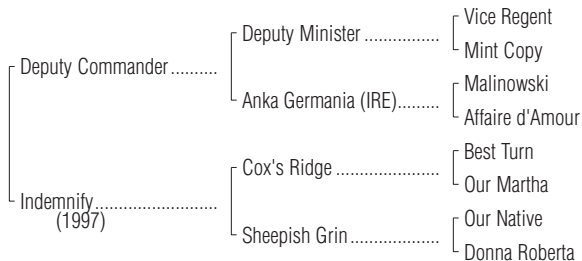 Vice Regent
Deputy Minister ................
Mint Copy
Deputy Commander..........
Malinowski
Anka Germania (IRE).........
Affaire d'Amour
Best Turn
Cox's Ridge ......................
Our Martha
Indemnify..........................
(1997)
Our Native
Sheepish Grin ...................
Donna Roberta